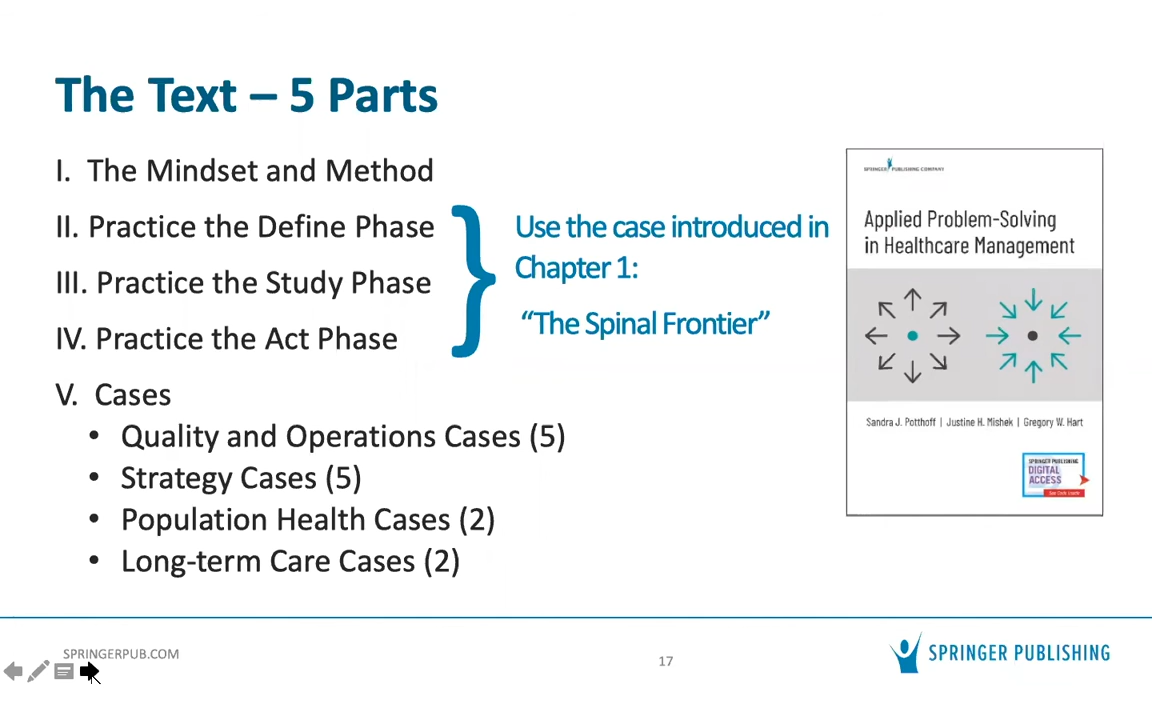 The Text – 5 Parts
I. The Mindset and Method
II. Practice the Define Phase
III. Practice the Study Phase
IV. Practice the Act Phase
Use the case introduced in
Chapter 1:
“The Spinal Frontier”
V. Cases
• Quality and Operations Cases (5)
• Strategy Cases (5)
• Population Health Cases (2)
• Long-term Care Cases (2)
SPRINGER PUBLISHING COMPANY
Applied Problem-Solving
in Healthcare Management
Sandra J. Potthoff | Justine H. Mishek | Gregory W. Hart
SPRINGER PUBLISHING
DIGITAL
ACCESS
SPRINGERPUB.COM
17
SPRINGER PUBLISHING